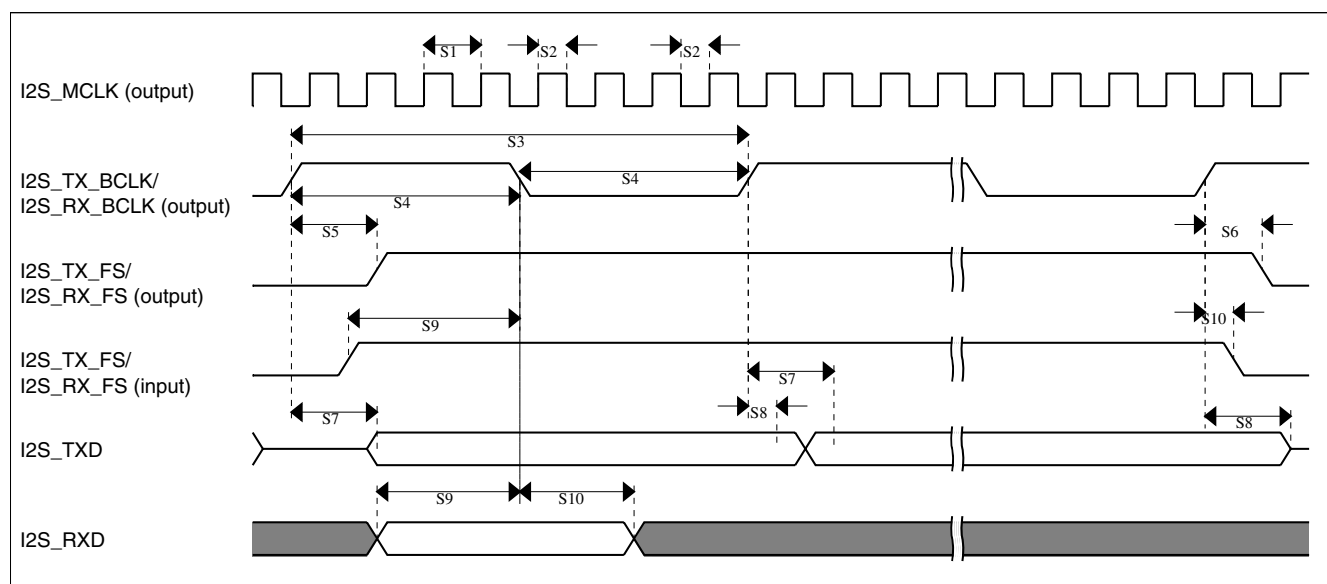 S1
S2
S2
I2S_MCLK (output)
S3
I2S_TX_BCLK/
I2S_RX_BCLK (output)
S4
S4
S5
S6
I2S_TX_FS/
I2S_RX_FS (output)
S9
S10
I2S_TX_FS/
I2S_RX_FS (input)
S7
S8
S7
S8
I2S_TXD
S9
S10
I2S_RXD